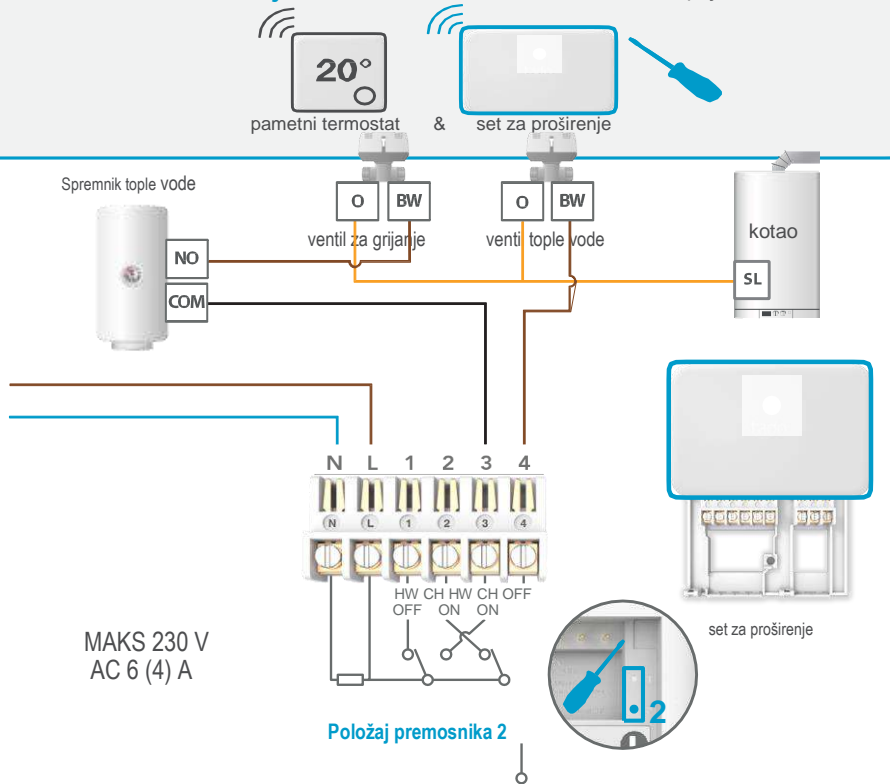 20°
pametni termostat & set za proširenje
Spremnik tople vode
O BW O BW
ventil za grijanje ventil tople vode
kotao
NO
SL
COM
N L 1 2 3 4
N L 1 2 3 4
HW CH HW CH OFF
OFF ON ON
set za proširenje
MAKS 230 V
AC 6 (4) A
2
Položaj premosnika 2